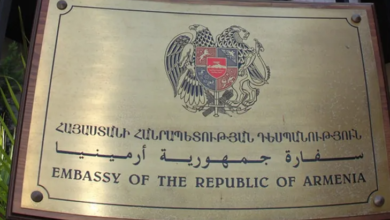 ՀԱՅԱՍՏԱՆԻ ՀԱՆՐԱՊԵՏՈՒԹՅԱՆ ԴԵՍՊԱՆՈՒԹՅՈՒՆ
سفارة جمهورية أرمينيا
EMBASSY OF THE REPUBLIC OF ARMENIA